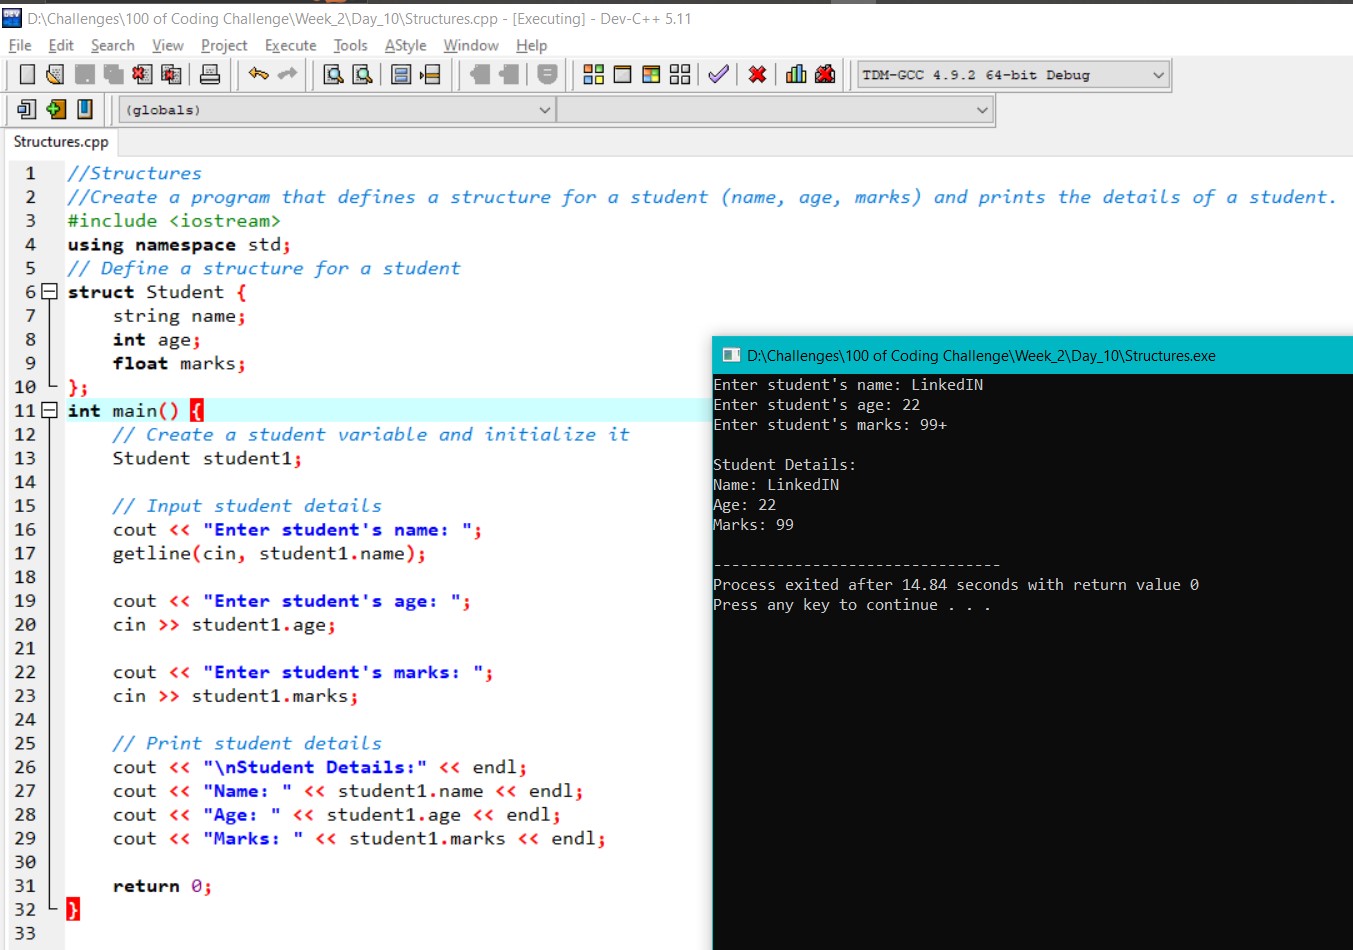 D:\Challenges\100 of Coding Challenge\Week_2\Day_10\Structures.cpp - [Executing] - Dev-C++ 5.11
File Edit Search View Project Execute Tools AStyle Window Help
TDM-GCC 4.9.2 64-bit Debug
(globals)
Structures.cpp
1 //Structures
2 //Create a program that defines a structure for a student (name, age, marks) and prints the details of a student.
3 #include <iostream>
4 using namespace std;
5 // Define a structure for a student
6 struct Student {
7 string name;
8 int age;
9 float marks;
10 };
11 int main() {
12 // Create a student variable and initialize it
13 Student student1;
14
15 // Input student details
16 cout << "Enter student's name: ";
17 getline(cin, student1.name);
18
19 cout << "Enter student's age: ";
20 cin >> student1.age;
21
22 cout << "Enter student's marks: ";
23 cin >> student1.marks;
24
25 // Print student details
26 cout << "\nStudent Details:" << endl;
27 cout << "Name: " << student1.name << endl;
28 cout << "Age: " << student1.age << endl;
29 cout << "Marks: " << student1.marks << endl;
30
31 return 0;
32 }
33
D:\Challenges\100 of Coding Challenge\Week_2\Day_10\Structures.exe
Enter student's name: LinkedIN
Enter student's age: 22
Enter student's marks: 99+
Student Details:
Name: LinkedIN
Age: 22
Marks: 99
--------------------------------
Process exited after 14.84 seconds with return value 0
Press any key to continue . . .